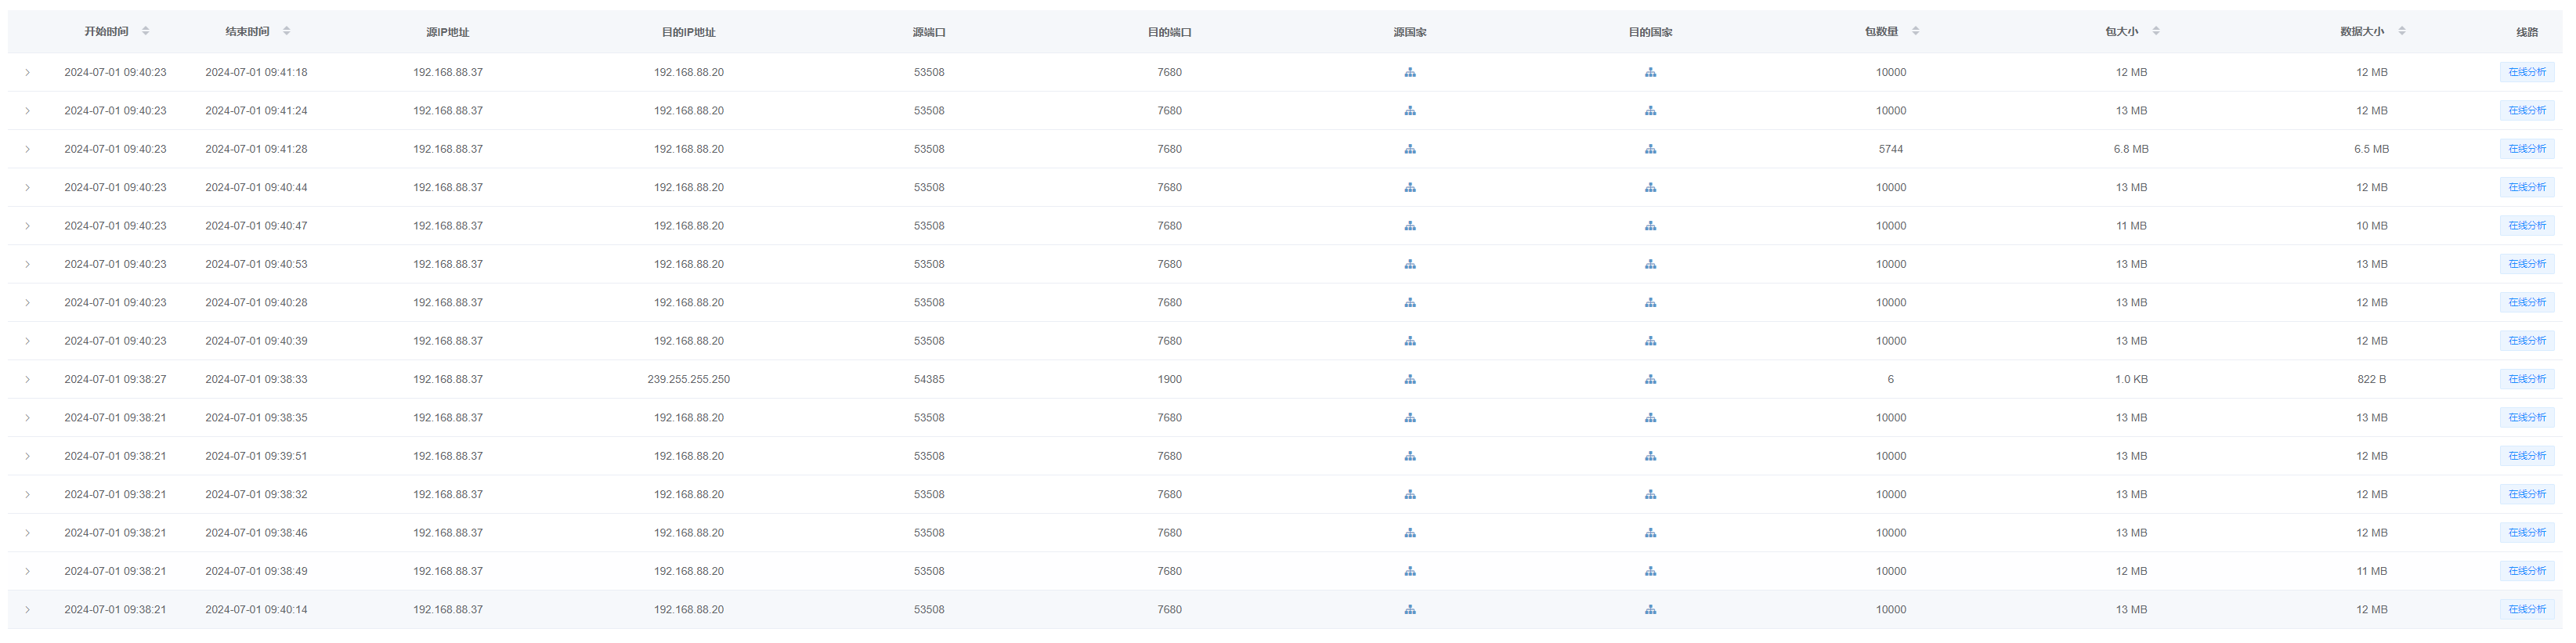 开始时间 结束时间 源IP地址 目的IP地址 源端口 目的端口 源国家 目的国家 包数量 包大小 数据大小 线路
2024-07-01 09:40:23 2024-07-01 09:41:18 192.168.88.37 192.168.88.20 53508 7680 10000 12 MB 12 MB 在线分析
2024-07-01 09:40:23 2024-07-01 09:41:24 192.168.88.37 192.168.88.20 53508 7680 10000 13 MB 12 MB 在线分析
2024-07-01 09:40:23 2024-07-01 09:41:28 192.168.88.37 192.168.88.20 53508 7680 5744 6.8 MB 6.5 MB 在线分析
2024-07-01 09:40:23 2024-07-01 09:40:44 192.168.88.37 192.168.88.20 53508 7680 10000 13 MB 12 MB 在线分析
2024-07-01 09:40:23 2024-07-01 09:40:47 192.168.88.37 192.168.88.20 53508 7680 10000 11 MB 10 MB 在线分析
2024-07-01 09:40:23 2024-07-01 09:40:53 192.168.88.37 192.168.88.20 53508 7680 10000 13 MB 13 MB 在线分析
2024-07-01 09:40:23 2024-07-01 09:40:28 192.168.88.37 192.168.88.20 53508 7680 10000 13 MB 12 MB 在线分析
2024-07-01 09:40:23 2024-07-01 09:40:39 192.168.88.37 192.168.88.20 53508 7680 10000 13 MB 12 MB 在线分析
2024-07-01 09:38:27 2024-07-01 09:38:33 192.168.88.37 239.255.255.250 54385 1900 6 1.0 KB 822 B 在线分析
2024-07-01 09:38:21 2024-07-01 09:38:35 192.168.88.37 192.168.88.20 53508 7680 10000 13 MB 13 MB 在线分析
2024-07-01 09:38:21 2024-07-01 09:39:51 192.168.88.37 192.168.88.20 53508 7680 10000 13 MB 12 MB 在线分析
2024-07-01 09:38:21 2024-07-01 09:38:32 192.168.88.37 192.168.88.20 53508 7680 10000 13 MB 12 MB 在线分析
2024-07-01 09:38:21 2024-07-01 09:38:46 192.168.88.37 192.168.88.20 53508 7680 10000 13 MB 12 MB 在线分析
2024-07-01 09:38:21 2024-07-01 09:38:49 192.168.88.37 192.168.88.20 53508 7680 10000 12 MB 11 MB 在线分析
2024-07-01 09:38:21 2024-07-01 09:40:14 192.168.88.37 192.168.88.20 53508 7680 10000 13 MB 12 MB 在线分析